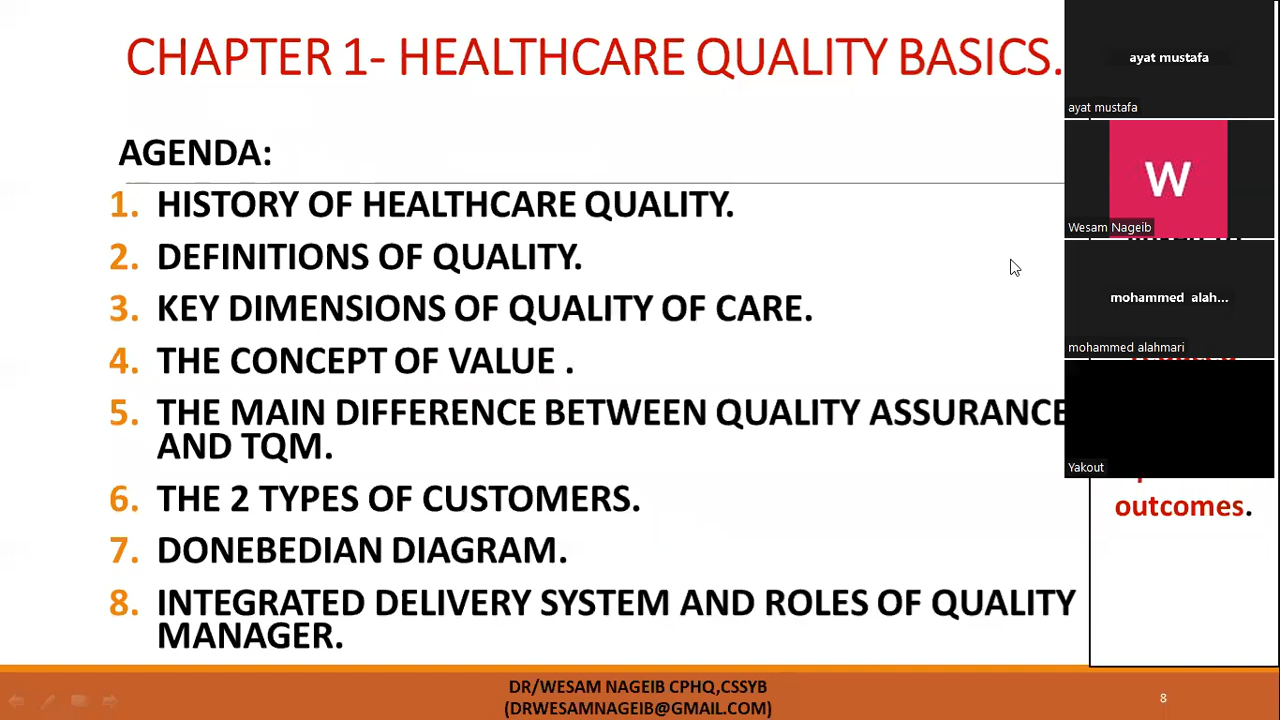 CHAPTER 1- HEALTHCARE QUALITY BASICS.
AGENDA:
1. HISTORY OF HEALTHCARE QUALITY.
2. DEFINITIONS OF QUALITY.
3. KEY DIMENSIONS OF QUALITY OF CARE.
4. THE CONCEPT OF VALUE .
5. THE MAIN DIFFERENCE BETWEEN QUALITY ASSURANCE
AND TQM.
6. THE 2 TYPES OF CUSTOMERS.
7. DONEBEDIAN DIAGRAM.
8. INTEGRATED DELIVERY SYSTEM AND ROLES OF QUALITY
MANAGER.
DR/WESAM NAGEIB CPHQ,CSSYB
(DRWESAMNAGEIB@GMAIL.COM)
8
ayat mustafa
ayat mustafa
W
Wesam Nageib
mohammed alah...
mohammed alahmari
Yakout
outcomes.